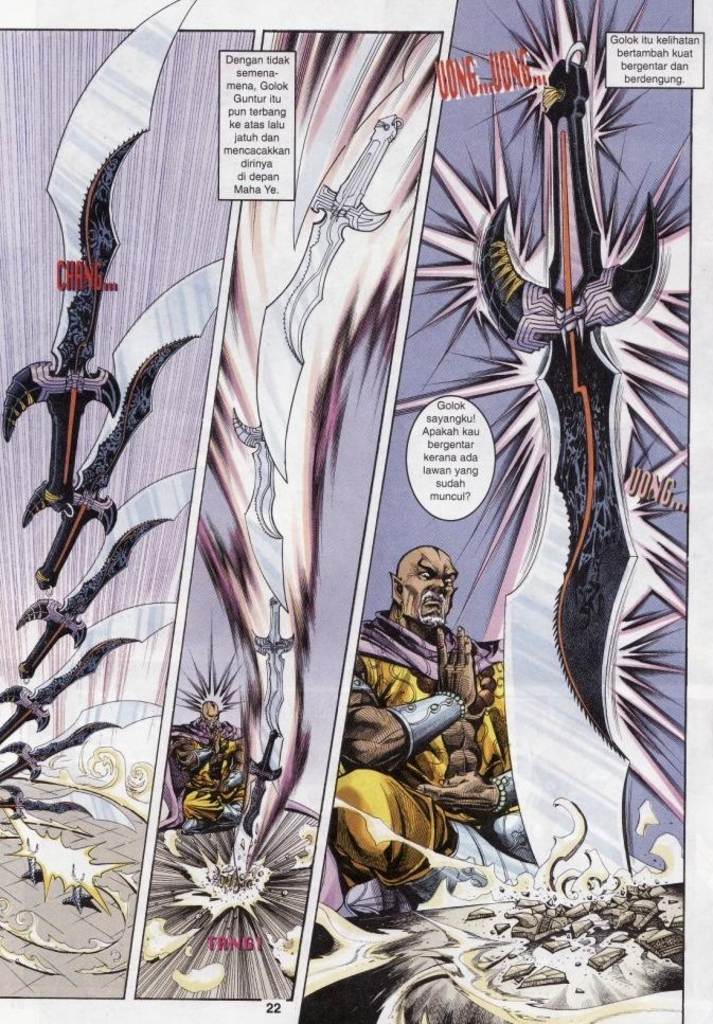 CHANG...
Dengan tidak
semena-
mena, Golok
Guntur itu
pun terbang
ke atas lalu
jatuh dan
mencacakkan
dirinya
di depan
Maha Ye.
TANG!
UONG...UONG...
Golok itu kelihatan
bertambah kuat
bergentar dan
berdengung.
Golok
sayangku!
Apakah kau
bergentar
kerana ada
lawan yang
sudah
muncul?
UONG...
22